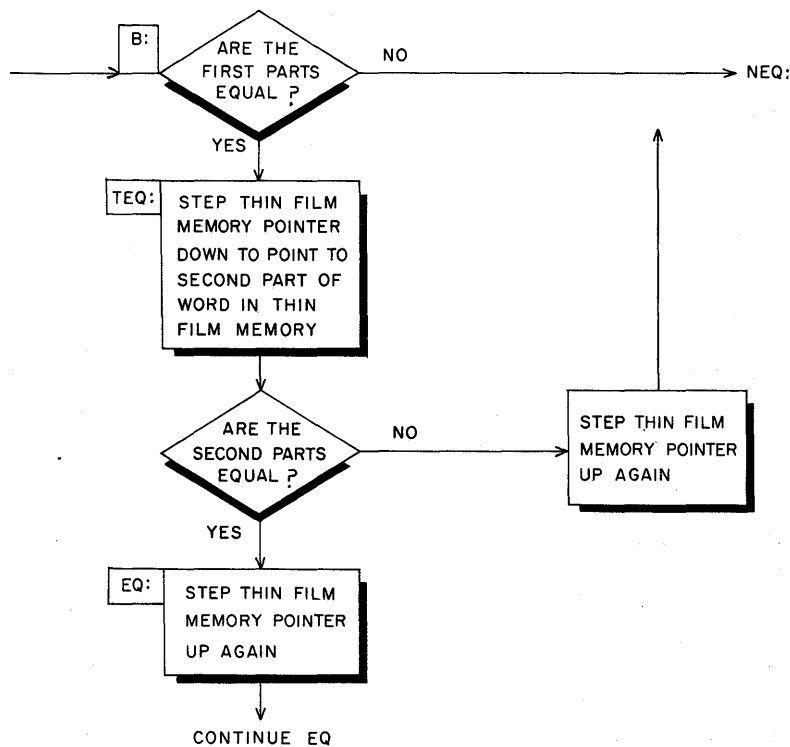 B:
ARE THE
FIRST PARTS
EQUAL?
NO
NEQ:
YES
TEQ:
STEP THIN FILM
MEMORY POINTER
DOWN TO POINT TO
SECOND PART OF
WORD IN THIN
FILM MEMORY
ARE THE
SECOND PARTS
EQUAL?
NO
STEP THIN FILM
MEMORY POINTER
UP AGAIN
YES
EQ:
STEP THIN FILM
MEMORY POINTER
UP AGAIN
CONTINUE EQ